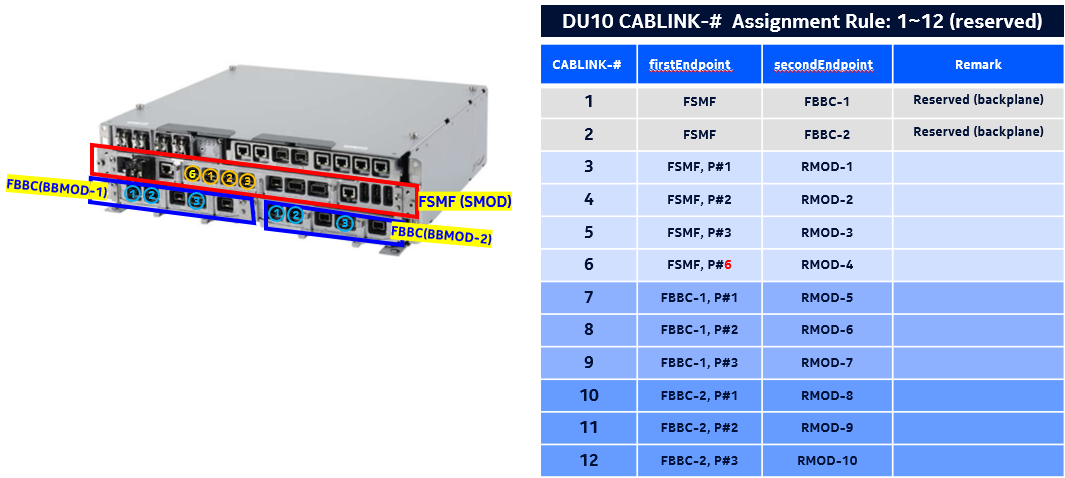 DU10 CABLINK-# Assignment Rule: 1~12 (reserved)
CABLINK-# firstEndpoint secondEndpoint Remark
1 FSMF FBBC-1 Reserved (backplane)
2 FSMF FBBC-2 Reserved (backplane)
3 FSMF, P#1 RMOD-1
4 FSMF, P#2 RMOD-2
5 FSMF, P#3 RMOD-3
6 FSMF, P#6 RMOD-4
7 FBBC-1, P#1 RMOD-5
8 FBBC-1, P#2 RMOD-6
9 FBBC-1, P#3 RMOD-7
10 FBBC-2, P#1 RMOD-8
11 FBBC-2, P#2 RMOD-9
12 FBBC-2, P#3 RMOD-10
6 1 2 3
FBBC(BBMOD-1)
1 2 3
FSMF (SMOD)
1 2 3
FBBC(BBMOD-2)